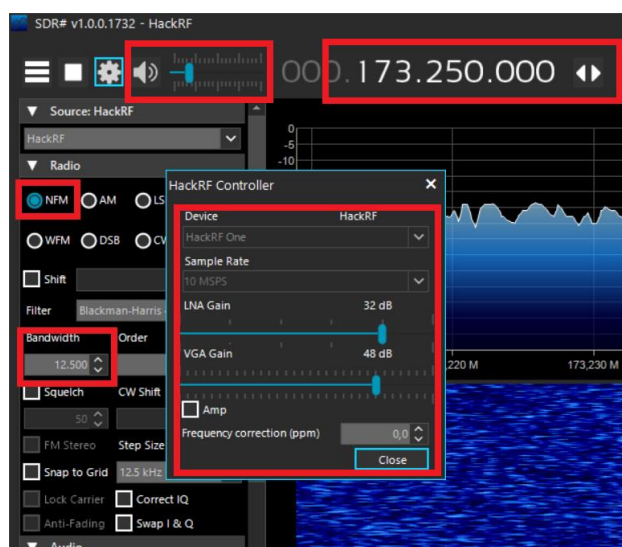 SDR# v1.0.0.1732 - HackRF
000.173.250.000
Source: HackRF
HackRF
Radio
NFM AM
WFM DSB
Shift
Filter Blackman-Harris
Bandwidth Order
12.500
Squelch CW Shift
50
FM Stereo Step Size
Snap to Grid 12.5 kHz
Lock Carrier Correct IQ
Anti-Fading Swap I & Q
Audio
0
-5
-10
HackRF Controller
Device HackRF
HackRF One
Sample Rate
10 MSPS
LNA Gain 32 dB
VGA Gain 48 dB
Amp
Frequency correction (ppm) 0,0
Close
,220 M 173,230 M